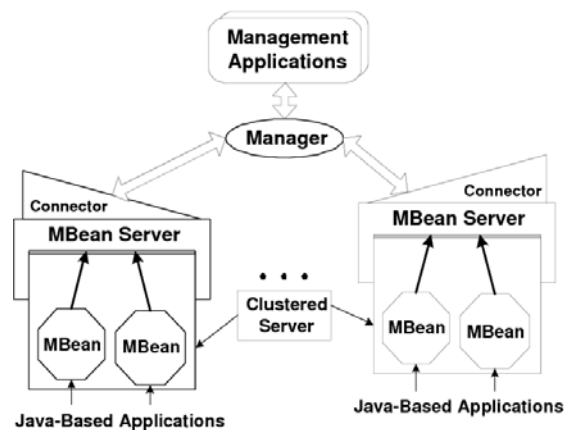 Management
Applications
Manager
Connector
Connector
MBean Server
MBean Server
• • •
Clustered
Server
MBean
MBean
MBean
MBean
Java-Based Applications
Java-Based Applications